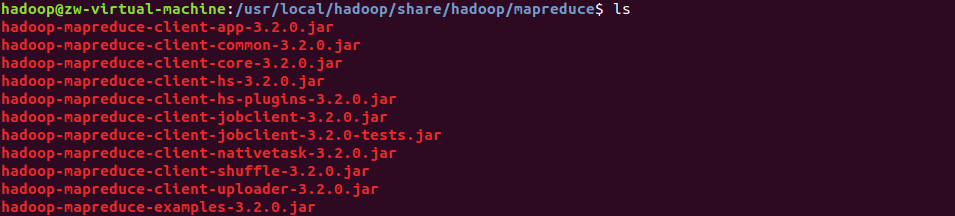 hadoop@zw-virtual-machine:/usr/local/hadoop/share/hadoop/mapreduce$ ls
hadoop-mapreduce-client-app-3.2.0.jar
hadoop-mapreduce-client-common-3.2.0.jar
hadoop-mapreduce-client-core-3.2.0.jar
hadoop-mapreduce-client-hs-3.2.0.jar
hadoop-mapreduce-client-hs-plugins-3.2.0.jar
hadoop-mapreduce-client-jobclient-3.2.0.jar
hadoop-mapreduce-client-jobclient-3.2.0-tests.jar
hadoop-mapreduce-client-nativetask-3.2.0.jar
hadoop-mapreduce-client-shuffle-3.2.0.jar
hadoop-mapreduce-client-uploader-3.2.0.jar
hadoop-mapreduce-examples-3.2.0.jar